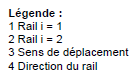 Légende :
1 Rail i = 1
2 Rail i = 2
3 Sens de déplacement
4 Direction du rail